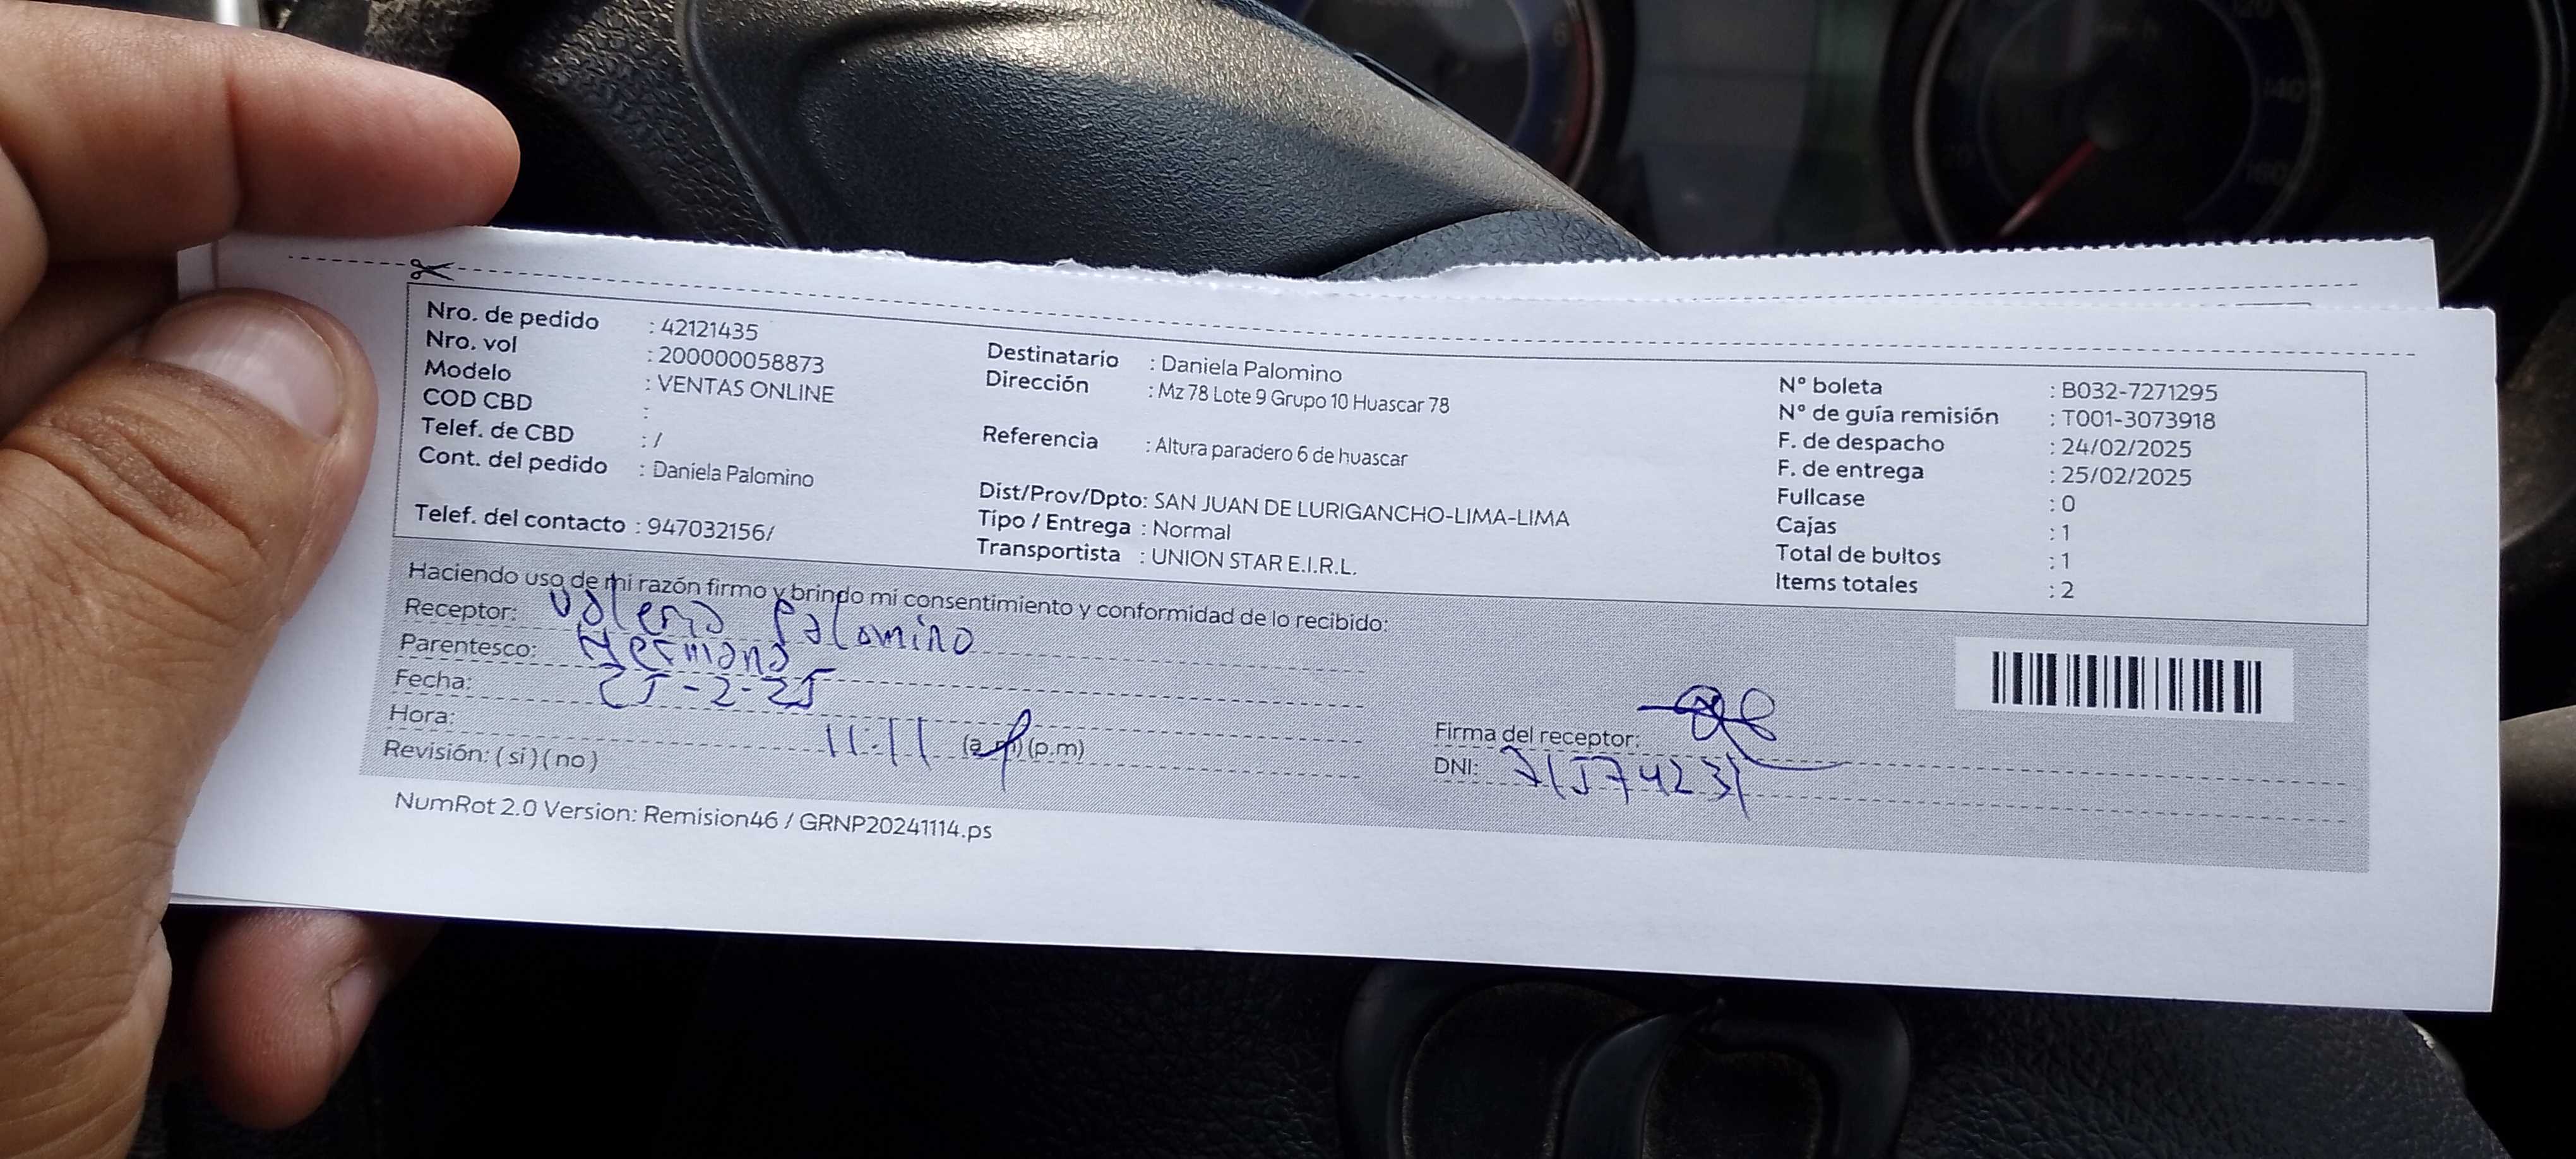 Nro. de pedido : 42121435
Nro. vol : 200000058873
Modelo : VENTAS ONLINE
COD CBD :
Telef. de CBD : /
Cont. del pedido : Daniela Palomino
Telef. del contacto : 947032156/
Destinatario : Daniela Palomino
Dirección : Mz 78 Lote 9 Grupo 10 Huascar 78
Referencia : Altura paradero 6 de huascar
Dist/Prov/Dpto: SAN JUAN DE LURIGANCHO-LIMA-LIMA
Tipo / Entrega : Normal
Transportista : UNION STAR E.I.R.L.
N° boleta : B032-7271295
N° de guía remisión : T001-3073918
F. de despacho : 24/02/2025
F. de entrega : 25/02/2025
Fullcase : 0
Cajas : 1
Total de bultos : 1
Items totales : 2
Haciendo uso de mi razón firmo y brindo mi consentimiento y conformidad de lo recibido:
Receptor: Valeria Palomino
Parentesco: Hermana
Fecha: 25-2-25
Hora: 11:11 (a.m) (p.m)
Revisión: ( si ) ( no )
Firma del receptor:
DNI:
NumRot 2.0 Version: Remision46 / GRNP20241114.ps